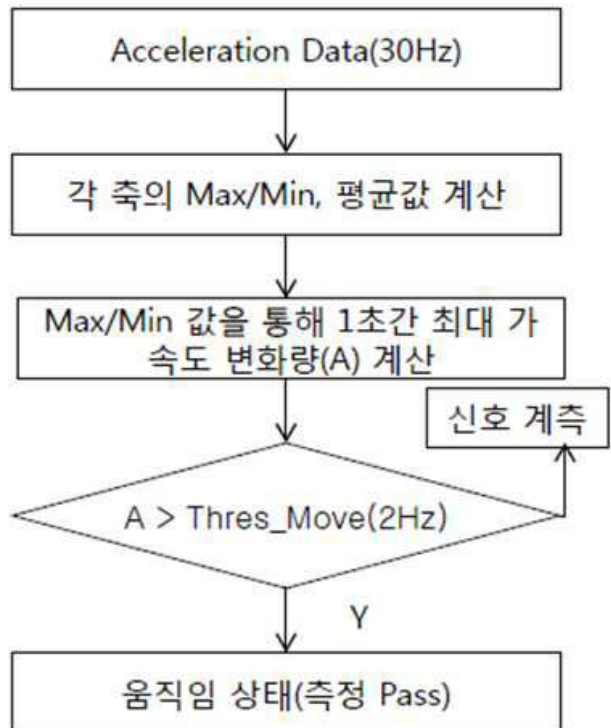 Acceleration Data(30Hz)
각 축의 Max/Min, 평균값 계산
Max/Min 값을 통해 1초간 최대 가
속도 변화량(A) 계산
신호 계측
A > Thres_Move(2Hz)
Y
움직임 상태(측정 Pass)